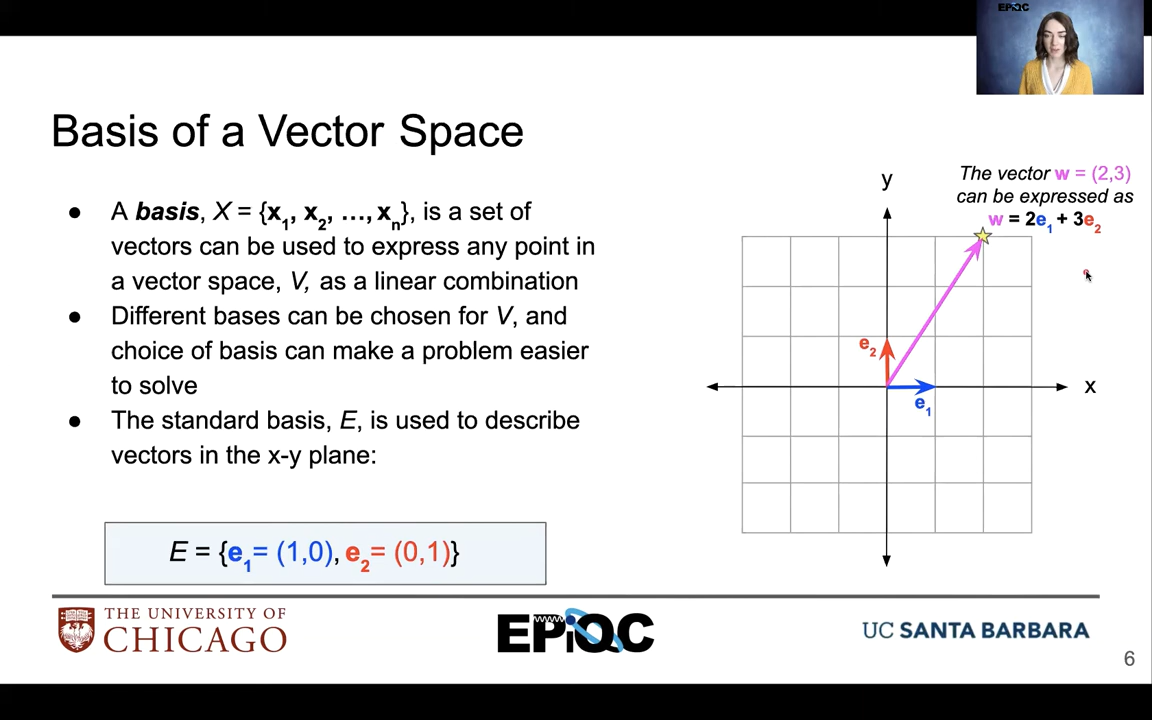 EPiQC
Basis of a Vector Space
● A basis, X = {x1, x2, …, xn}, is a set of
vectors can be used to express any point in
a vector space, V, as a linear combination
● Different bases can be chosen for V, and
choice of basis can make a problem easier
to solve
● The standard basis, E, is used to describe
vectors in the x-y plane:
E = {e1= (1,0), e2= (0,1)}
The vector w = (2,3)
can be expressed as
w = 2e1 + 3e2
y
e2
x
e1
THE UNIVERSITY OF
CHICAGO
EPiQC
UC SANTA BARBARA
6